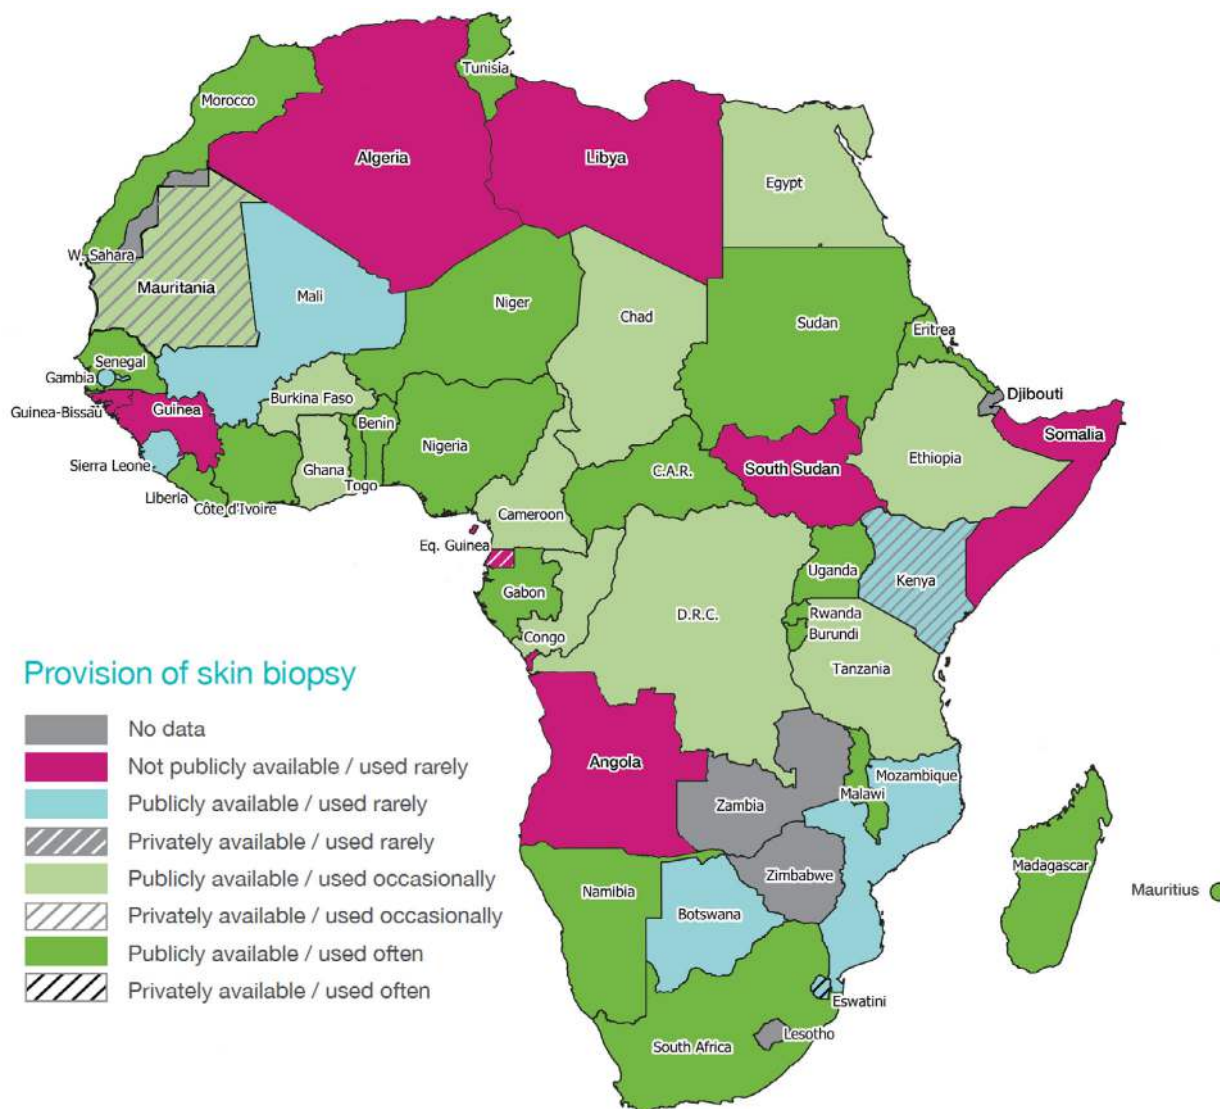 Tunisia
Morocco
Algeria
Libya
Egypt
W. Sahara
Mauritania
Mali
Niger
Chad
Sudan
Eritrea
Senegal
Gambia
Guinea-Bissau
Guinea
Burkina Faso
Benin
Nigeria
Djibouti
Somalia
Sierra Leone
Ghana
C.A.R.
South Sudan
Ethiopia
Liberia
Côte d'Ivoire
Togo
Cameroon
Eq. Guinea
Gabon
Uganda
Kenya
Congo
D.R.C.
Rwanda
Burundi
Tanzania
Provision of skin biopsy
No data
Not publicly available / used rarely
Publicly available / used rarely
Privately available / used rarely
Publicly available / used occasionally
Privately available / used occasionally
Publicly available / used often
Privately available / used often
Angola
Zambia
Malawi
Mozambique
Zimbabwe
Madagascar
Mauritius
Namibia
Botswana
Eswatini
Lesotho
South Africa